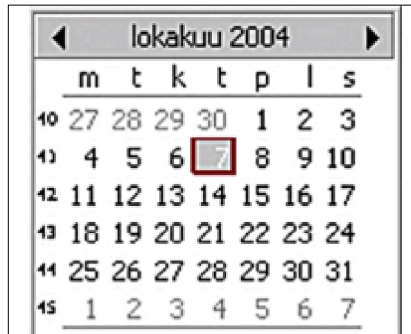 lokakuu 2004
m t k t p l s
40 27 28 29 30 1 2 3
41 4 5 6 7 8 9 10
42 11 12 13 14 15 16 17
43 18 19 20 21 22 23 24
44 25 26 27 28 29 30 31
45 1 2 3 4 5 6 7